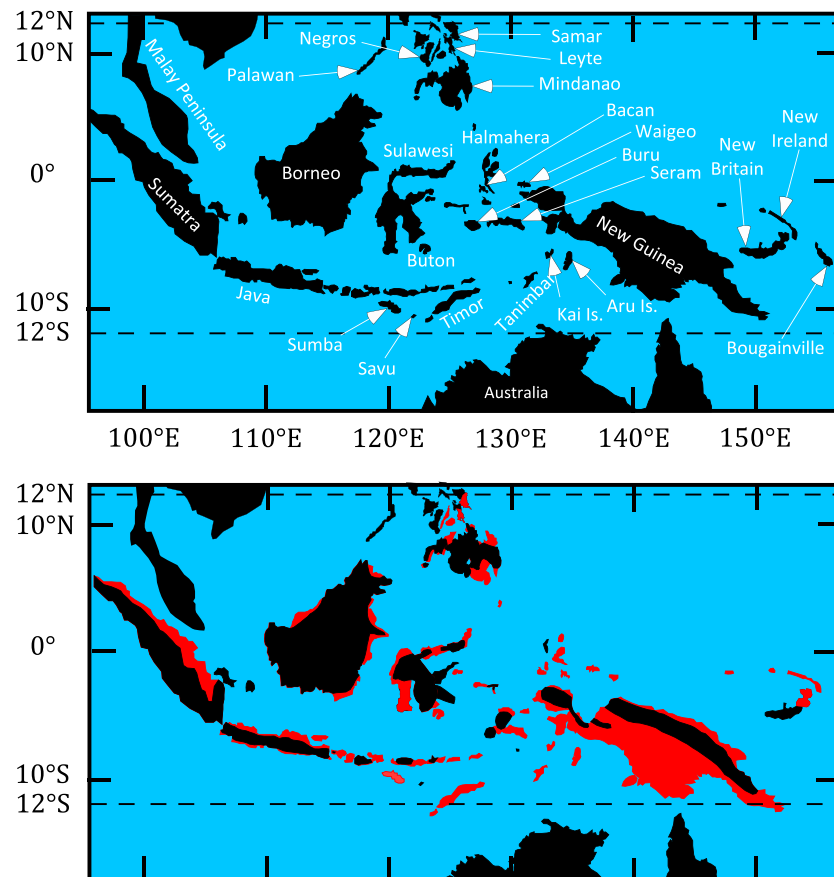 12°N
10°N
0°
10°S
12°S
Negros
Palawan
Malay Peninsula
Samar
Leyte
Mindanao
Bacan
Halmahera
Waigeo
Buru
Seram
Sulawesi
Borneo
Sumatra
New
Ireland
New
Britain
New Guinea
Buton
Java
Timor
Tanimbar
Kai Is.
Aru Is.
Sumba
Savu
Bougainville
Australia
100°E
110°E
120°E
130°E
140°E
150°E
12°N
10°N
0°
10°S
12°S